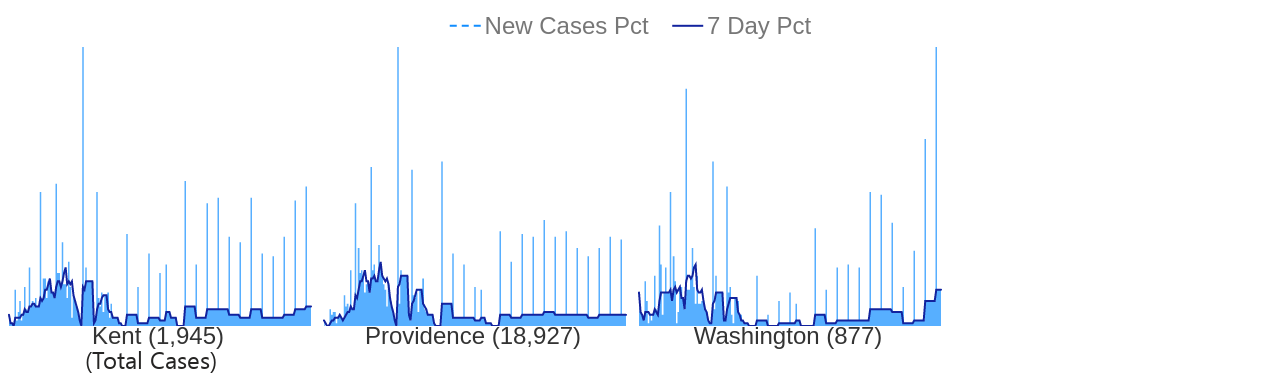 New Cases Pct 7 Day Pct
Kent (1,945) Providence (18,927) Washington (877)
(Total Cases)